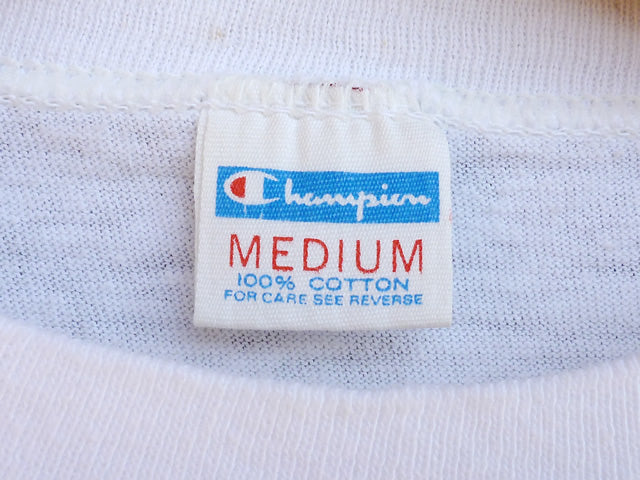 Champion
MEDIUM
100% COTTON
FOR CARE SEE REVERSE